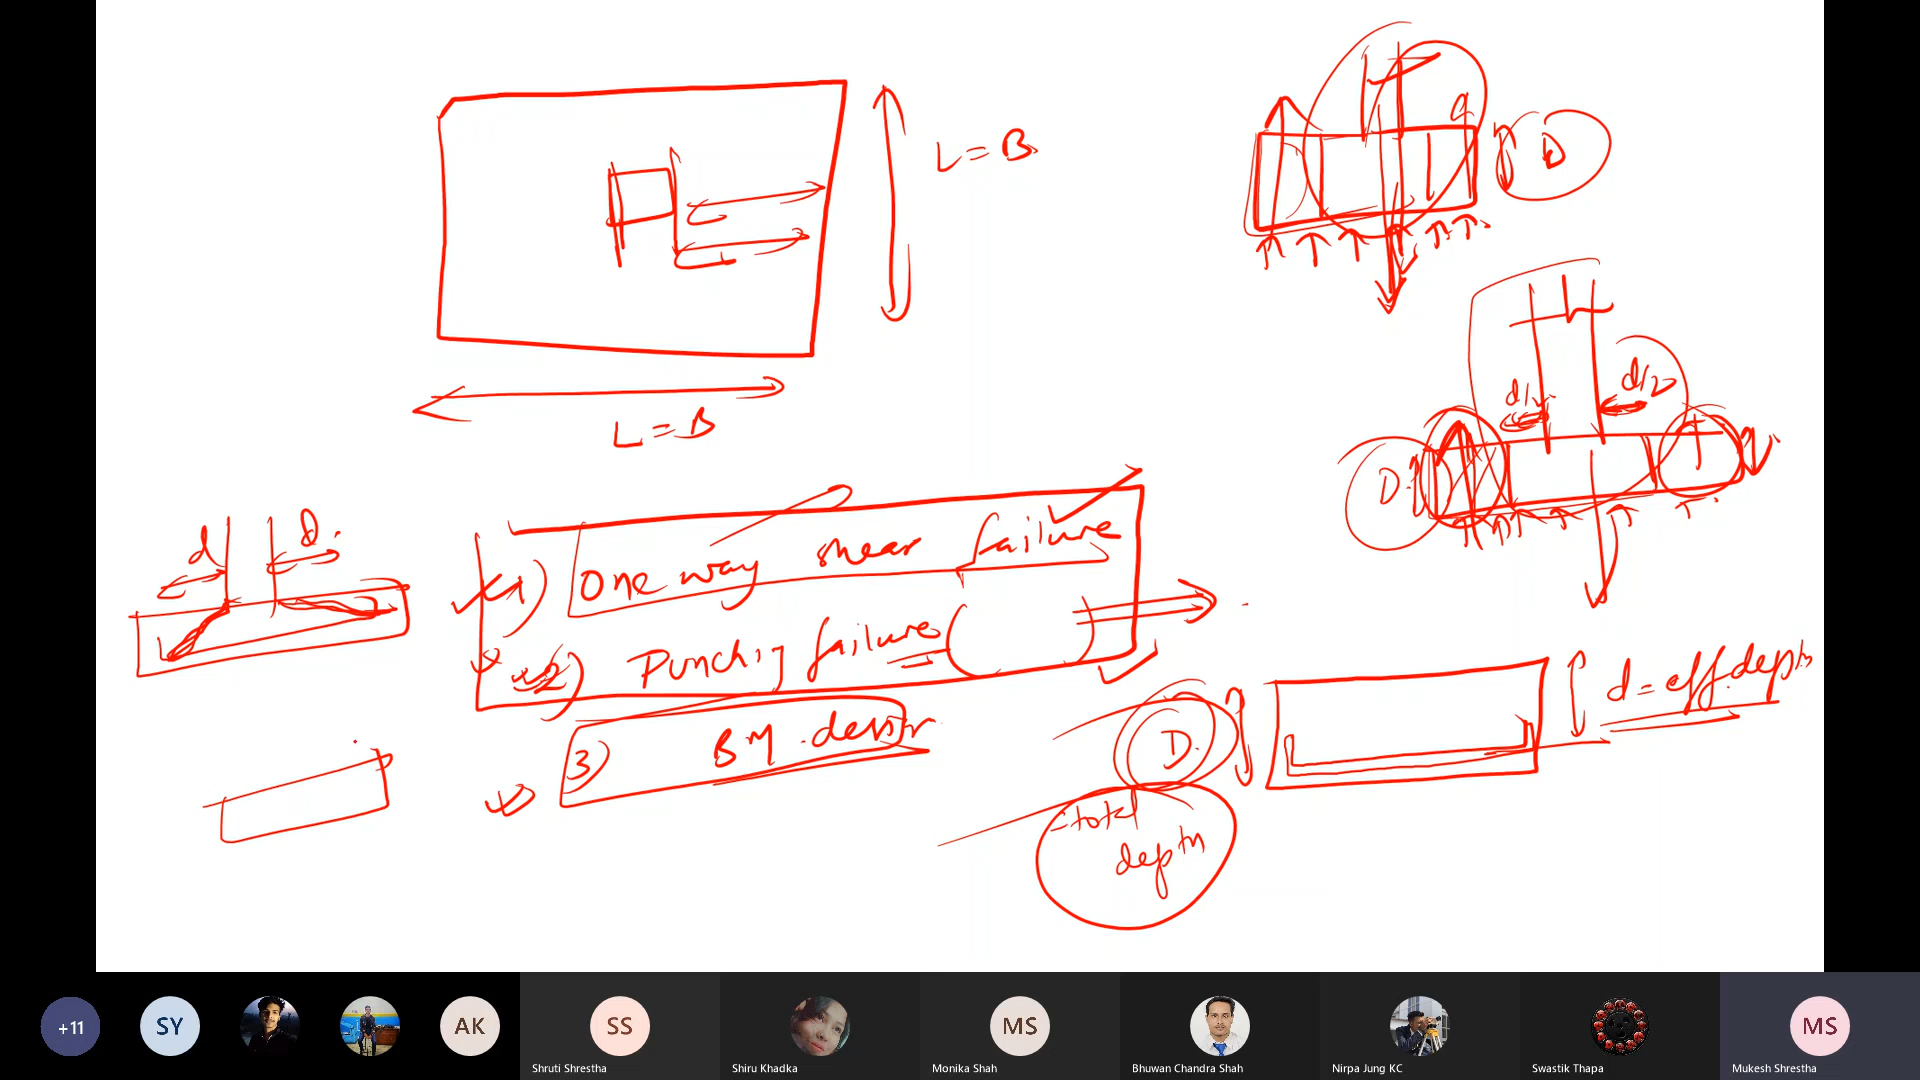 L = B
D
d/2
d/2
D.
L = B
d
D.
1) One way shear failure
2) Punching failure
3) BM
D.
total
depth
d = eff. depth
+11
SY
AK
SS
MS
MS
Shruti Shrestha
Shiru Khadka
Monika Shah
Bhuwan Chandra Shah
Nirpa Jung KC
Swastik Thapa
Mukesh Shrestha